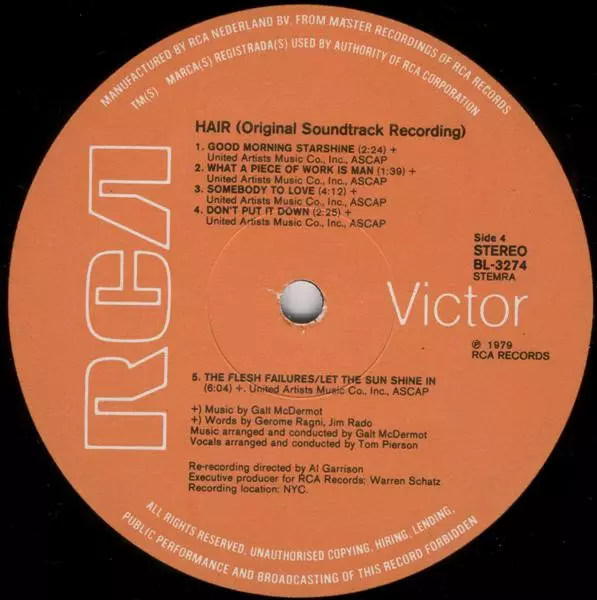 MANUFACTURED BY RCA NEDERLAND BV. FROM MASTER RECORDINGS OF RCA RECORDS
TM(S) MARCA(S) REGISTRADA(S) USED BY AUTHORITY OF RCA CORPORATION
RCA
HAIR (Original Soundtrack Recording)
1. GOOD MORNING STARSHINE (2:24) +
United Artists Music Co., Inc., ASCAP
2. WHAT A PIECE OF WORK IS MAN (1:39) +
United Artists Music Co., Inc., ASCAP
3. SOMEBODY TO LOVE (4:12) +
United Artists Music Co., Inc., ASCAP
4. DON'T PUT IT DOWN (2:25) +
United Artists Music Co., Inc., ASCAP
Side 4
STEREO
BL-3274
STEMRA
Victor
℗ 1979
RCA RECORDS
5. THE FLESH FAILURES/LET THE SUN SHINE IN
(6:04) +. United Artists Music Co., Inc., ASCAP
+) Music by Galt McDermot
+) Words by Gerome Ragni, Jim Rado
Music arranged and conducted by Galt McDermot
Vocals arranged and conducted by Tom Pierson
Re-recording directed by Al Garrison
Executive producer for RCA Records: Warren Schatz
Recording location: NYC.
ALL RIGHTS RESERVED, UNAUTHORISED COPYING, HIRING, LENDING,
PUBLIC PERFORMANCE AND BROADCASTING OF THIS RECORD FORBIDDEN